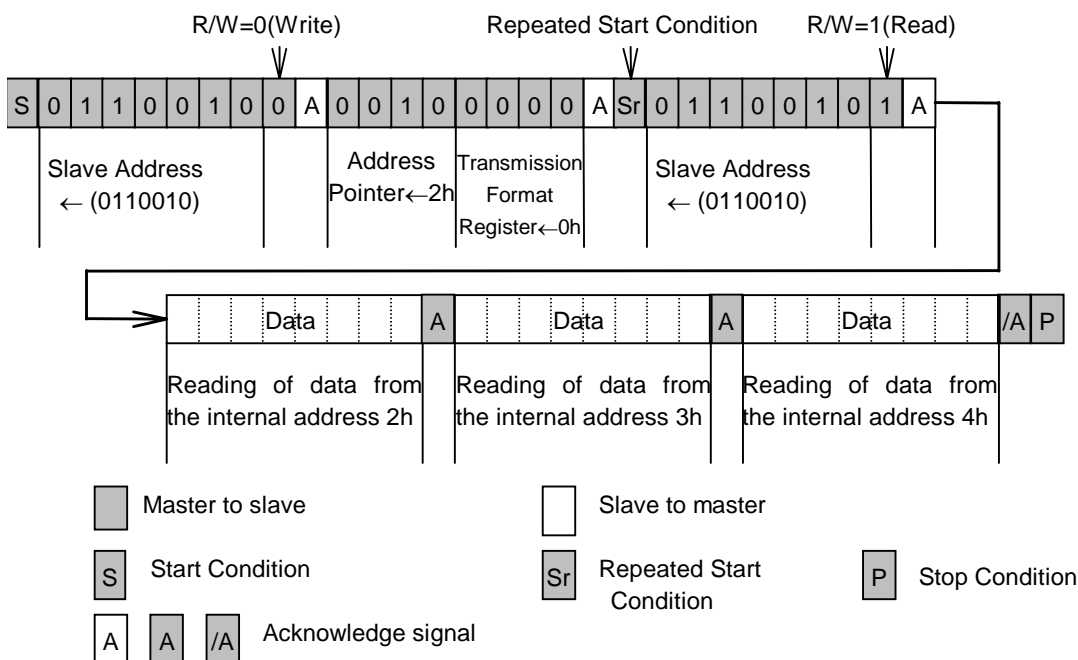 R/W=0(Write) Repeated Start Condition R/W=1(Read)
S 0 1 1 0 0 1 0 0 A 0 0 1 0 0 0 0 0 A Sr 0 1 1 0 0 1 0 1 A
Slave Address
← (0110010)
Address
Pointer←2h
Transmission
Format
Register←0h
Slave Address
← (0110010)
Data A Data A Data /A P
Reading of data from
the internal address 2h
Reading of data from
the internal address 3h
Reading of data from
the internal address 4h
Master to slave
Slave to master
S Start Condition
Sr Repeated Start
Condition
P Stop Condition
A A /A Acknowledge signal